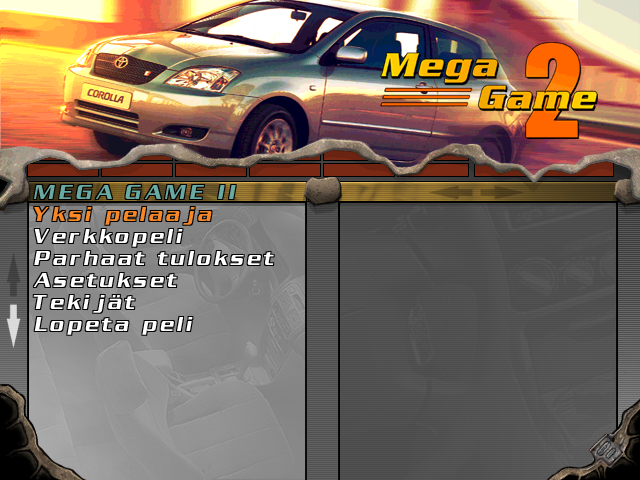 Mega
Game
2
COROLLA
MEGA GAME II
Yksi pelaaja
Verkkopeli
Parhaat tulokset
Asetukset
Tekijät
Lopeta peli